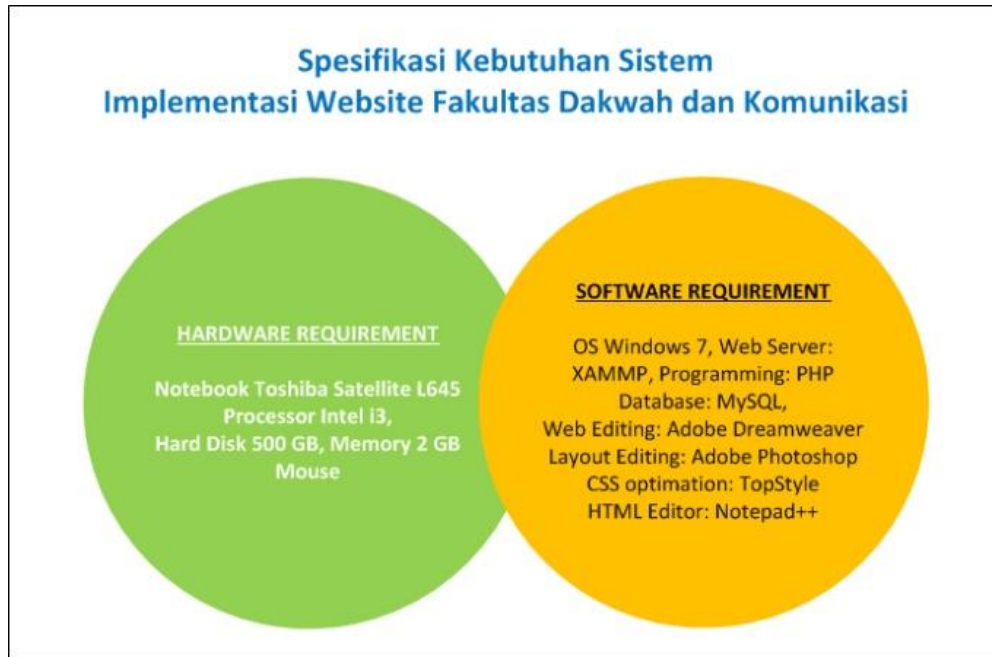 Spesifikasi Kebutuhan Sistem
Implementasi Website Fakultas Dakwah dan Komunikasi
HARDWARE REQUIREMENT
Notebook Toshiba Satellite L645
Processor Intel i3,
Hard Disk 500 GB, Memory 2 GB
Mouse
SOFTWARE REQUIREMENT
OS Windows 7, Web Server:
XAMMP, Programming: PHP
Database: MySQL,
Web Editing: Adobe Dreamweaver
Layout Editing: Adobe Photoshop
CSS optimation: TopStyle
HTML Editor: Notepad++